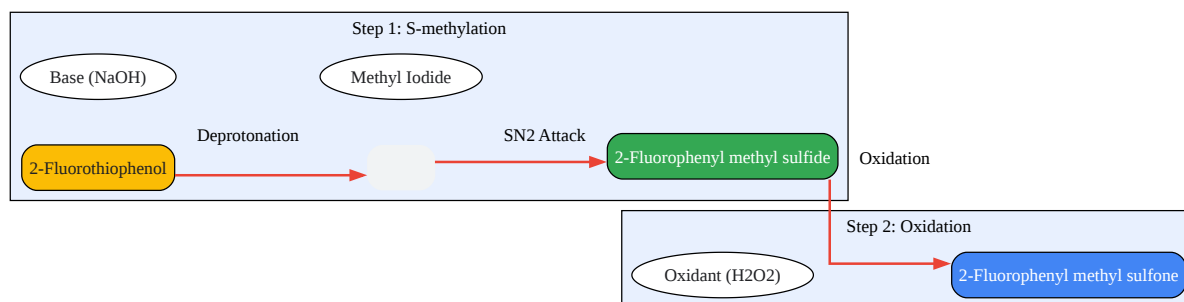 Step 1: S-methylation
Base (NaOH)
Methyl Iodide
Deprotonation
SN2 Attack
2-Fluorothiophenol
2-Fluorophenyl methyl sulfide
Oxidation
Step 2: Oxidation
Oxidant (H2O2)
2-Fluorophenyl methyl sulfone